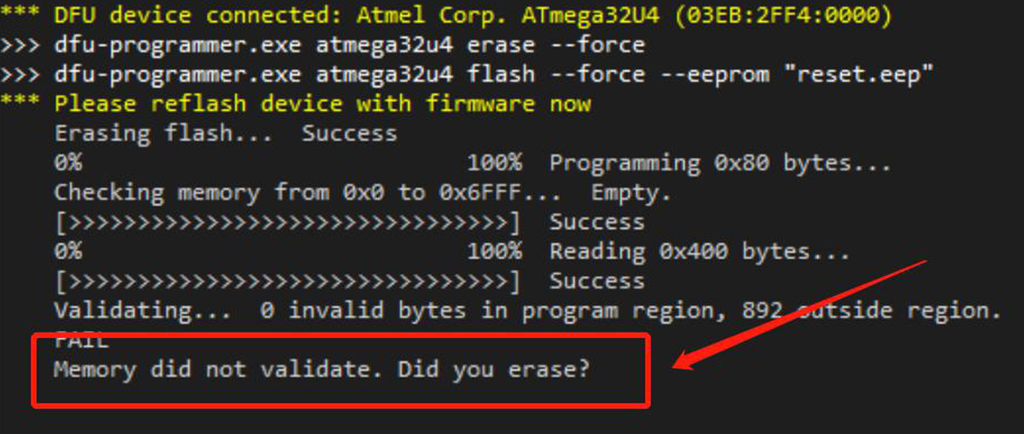 *** DFU device connected: Atmel Corp. ATmega32U4 (03EB:2FF4:0000)
>>> dfu-programmer.exe atmega32u4 erase --force
>>> dfu-programmer.exe atmega32u4 flash --force --eeprom "reset.eep"
*** Please reflash device with firmware now
Erasing flash... Success
0% 100% Programming 0x80 bytes...
Checking memory from 0x0 to 0x6FFF... Empty.
[>>>>>>>>>>>>>>>>>>>>>>>>>>>>>>>>] Success
0% 100% Reading 0x400 bytes...
[>>>>>>>>>>>>>>>>>>>>>>>>>>>>>>>>] Success
Validating... 0 invalid bytes in program region, 892 outside region.
FAIL
Memory did not validate. Did you erase?